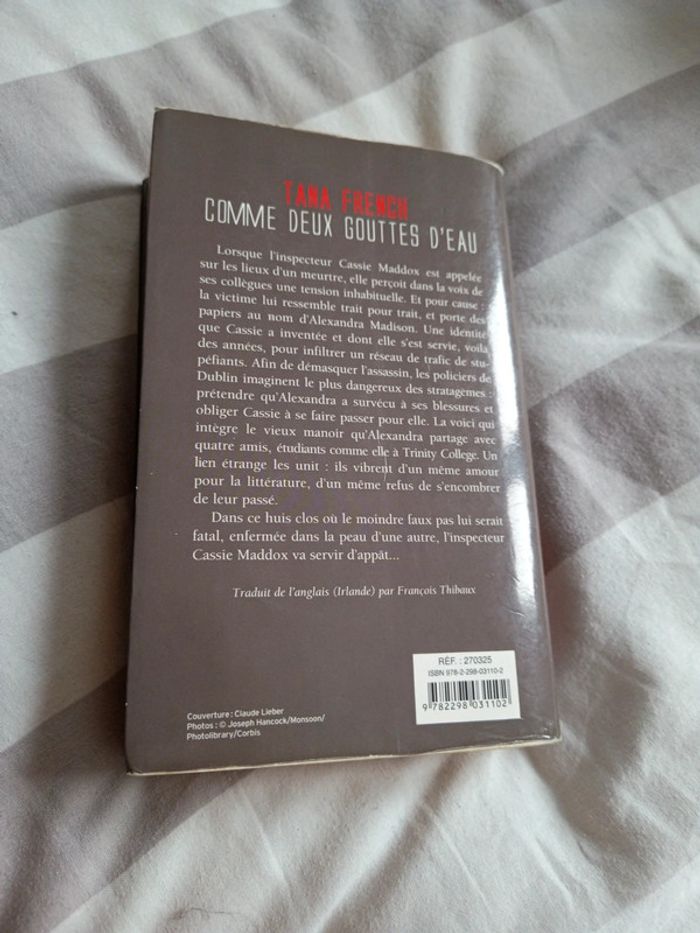 TANA FRENCH
COMME DEUX GOUTTES D'EAU
Lorsque l'inspecteur Cassie Maddox est appelée
sur les lieux d'un meurtre, elle perçoit dans la voix de
ses collègues une tension inhabituelle. Et pour cause :
la victime lui ressemble trait pour trait, et porte des
papiers au nom d'Alexandra Madison. Une identité
que Cassie a inventée et dont elle s'est servie, voilà
des années, pour infiltrer un réseau de trafic de stu-
péfiants. Afin de démasquer l'assassin, les policiers de
Dublin imaginent le plus dangereux des stratagèmes :
prétendre qu'Alexandra a survécu à ses blessures et
obliger Cassie à se faire passer pour elle. La voici qui
intègre le vieux manoir qu'Alexandra partage avec
quatre amis, étudiants comme elle à Trinity College. Un
lien étrange les unit : ils vibrent d'un même amour
pour la littérature, d'un même refus de s'encombrer
de leur passé.
Dans ce huis clos où le moindre faux pas lui serait
fatal, enfermée dans la peau d'une autre, l'inspecteur
Cassie Maddox va servir d'appât...
Traduit de l'anglais (Irlande) par François Thibaux
RÉF. : 270325
ISBN 978-2-298-03110-2
9 782298 031102
Couverture : Claude Lieber
Photos : © Joseph Hancock/Monsoon/
Photolibrary/Corbis